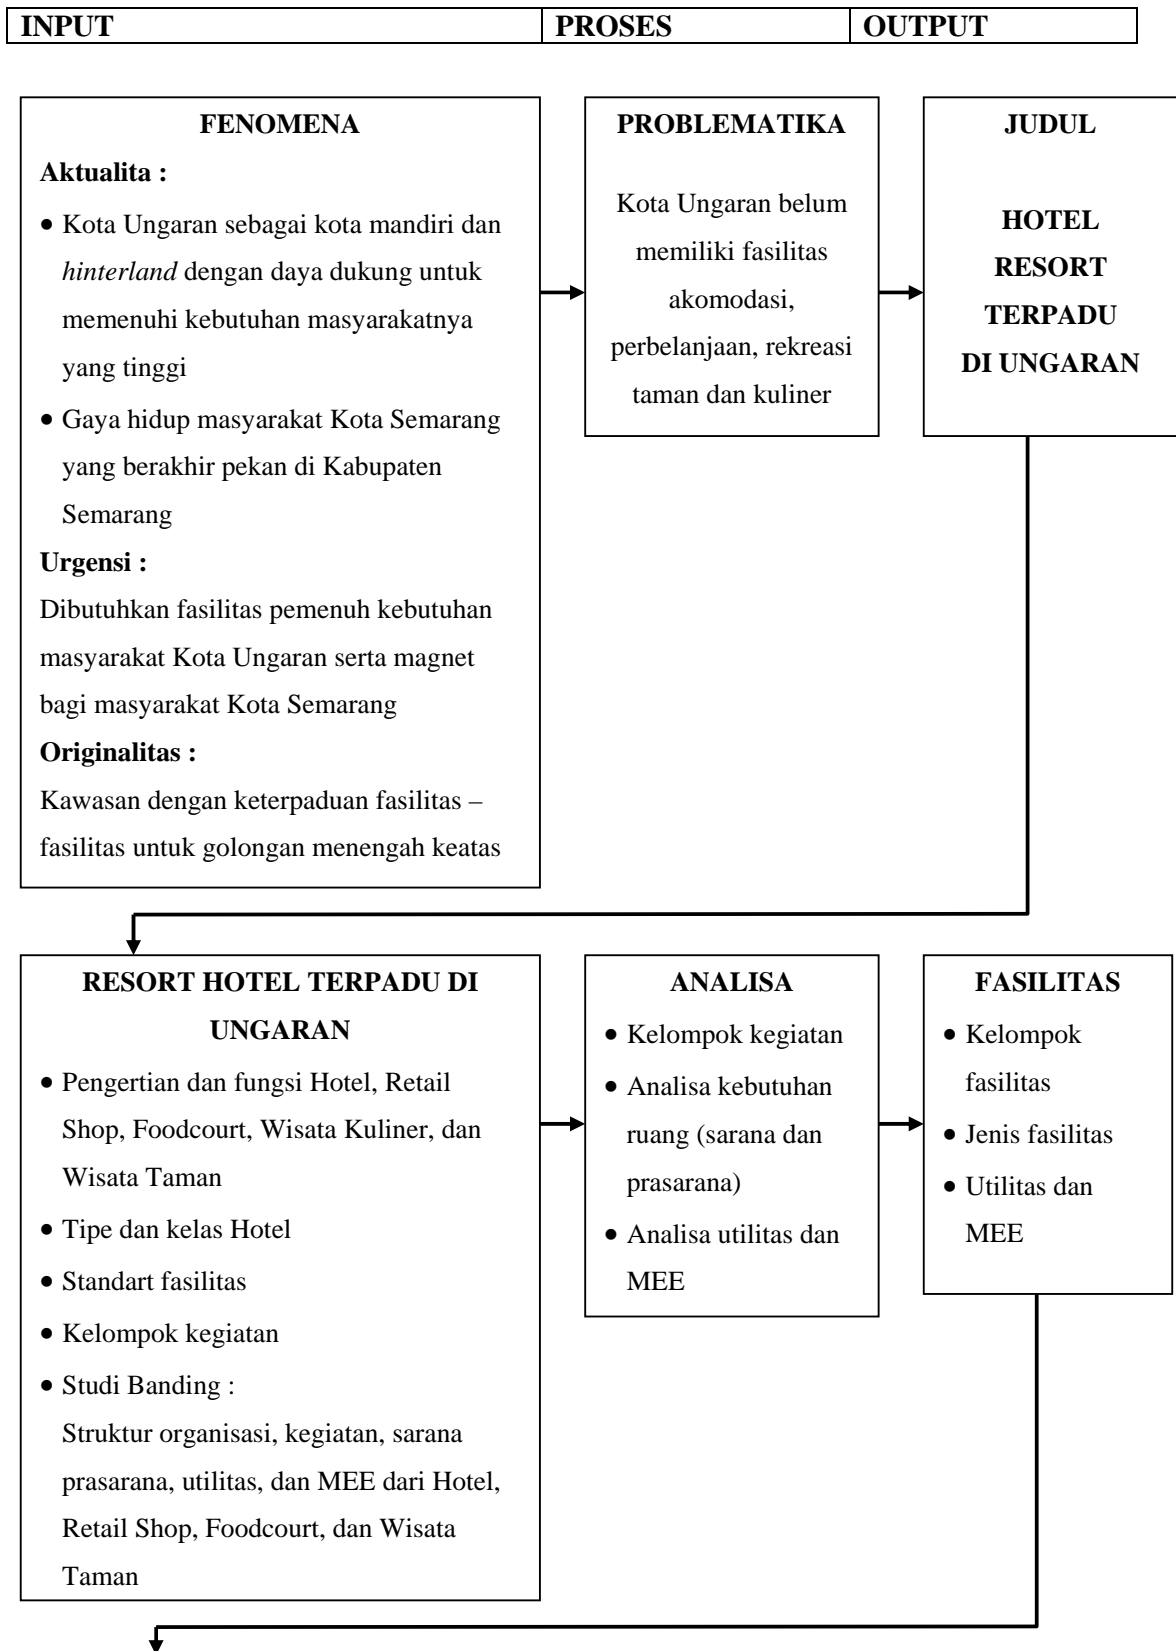 INPUT PROSES OUTPUT
FENOMENA
Aktualita :
• Kota Ungaran sebagai kota mandiri dan
hinterland dengan daya dukung untuk
memenuhi kebutuhan masyarakatnya
yang tinggi
• Gaya hidup masyarakat Kota Semarang
yang berakhir pekan di Kabupaten
Semarang
Urgensi :
Dibutuhkan fasilitas pemenuh kebutuhan
masyarakat Kota Ungaran serta magnet
bagi masyarakat Kota Semarang
Originalitas :
Kawasan dengan keterpaduan fasilitas –
fasilitas untuk golongan menengah keatas
PROBLEMATIKA
Kota Ungaran belum
memiliki fasilitas
akomodasi,
perbelanjaan, rekreasi
taman dan kuliner
JUDUL
HOTEL
RESORT
TERPADU
DI UNGARAN
RESORT HOTEL TERPADU DI
UNGARAN
• Pengertian dan fungsi Hotel, Retail
Shop, Foodcourt, Wisata Kuliner, dan
Wisata Taman
• Tipe dan kelas Hotel
• Standart fasilitas
• Kelompok kegiatan
• Studi Banding :
Struktur organisasi, kegiatan, sarana
prasarana, utilitas, dan MEE dari Hotel,
Retail Shop, Foodcourt, dan Wisata
Taman
ANALISA
• Kelompok kegiatan
• Analisa kebutuhan
ruang (sarana dan
prasarana)
• Analisa utilitas dan
MEE
FASILITAS
• Kelompok
fasilitas
• Jenis fasilitas
• Utilitas dan
MEE